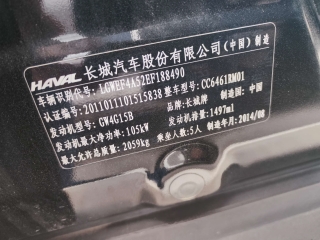 HAVAL 长城汽车股份有限公司(中国)制造
车辆识别代号: LGWEF4A52EF188490
认证编号: 2011011101515838 整车型号: CC6461RM01
发动机型号: GW4G15B 品牌: 长城牌 制造国: 中国
发动机最大净功率: 105kW 发动机排量: 1497ml
最大允许总质量: 2059kg 乘坐人数: 5人 制造年月: 2014/08